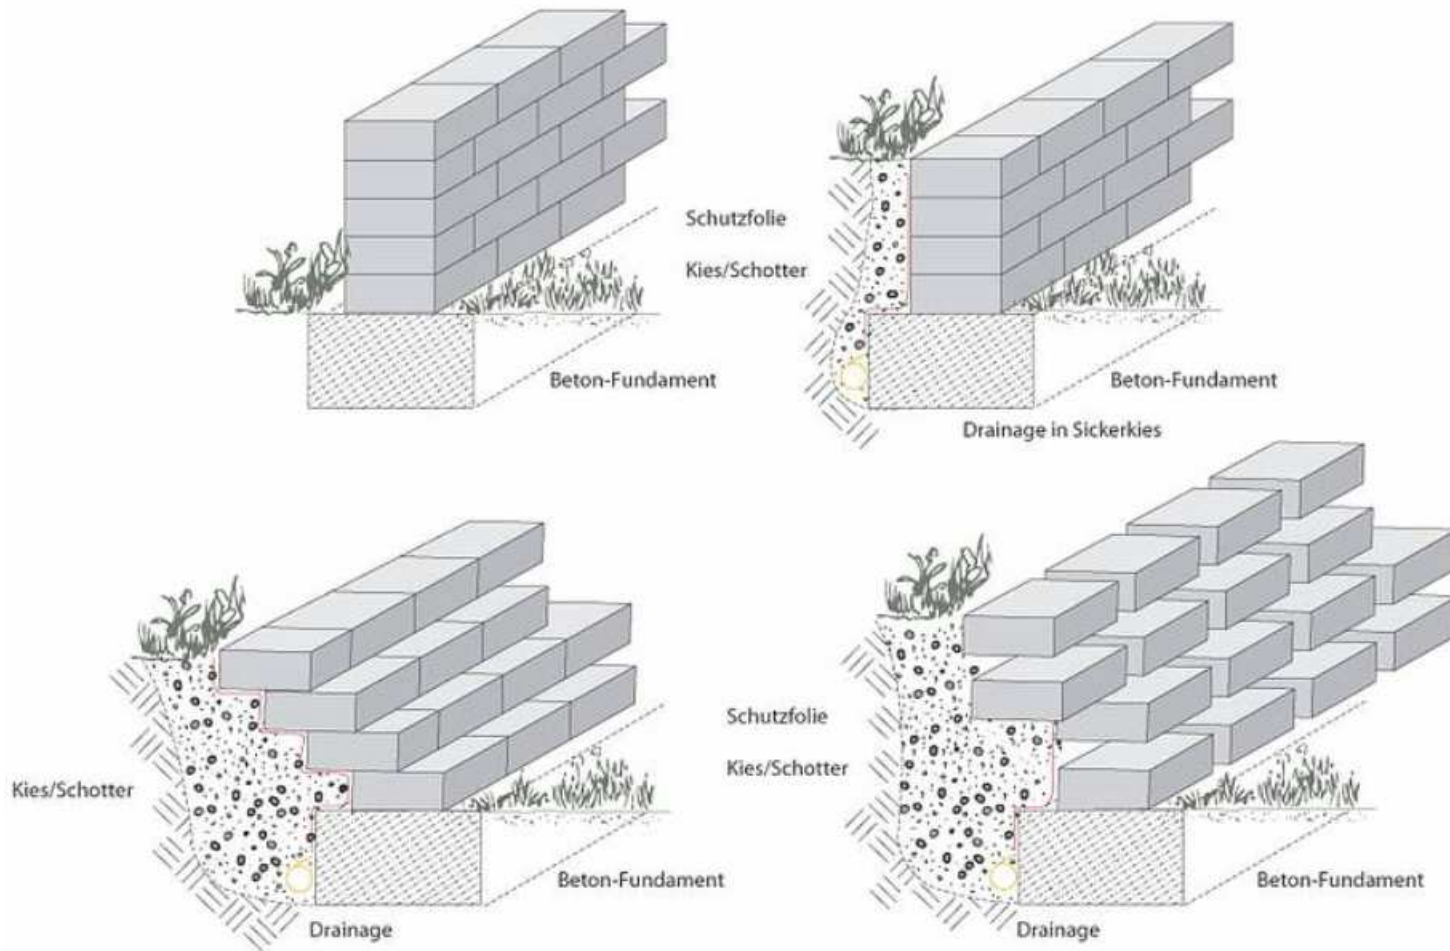 Schutzfolie
Kies/Schotter
Beton-Fundament
Beton-Fundament
Drainage in Sickerkies
Schutzfolie
Kies/Schotter
Kies/Schotter
Beton-Fundament
Beton-Fundament
Drainage
Drainage